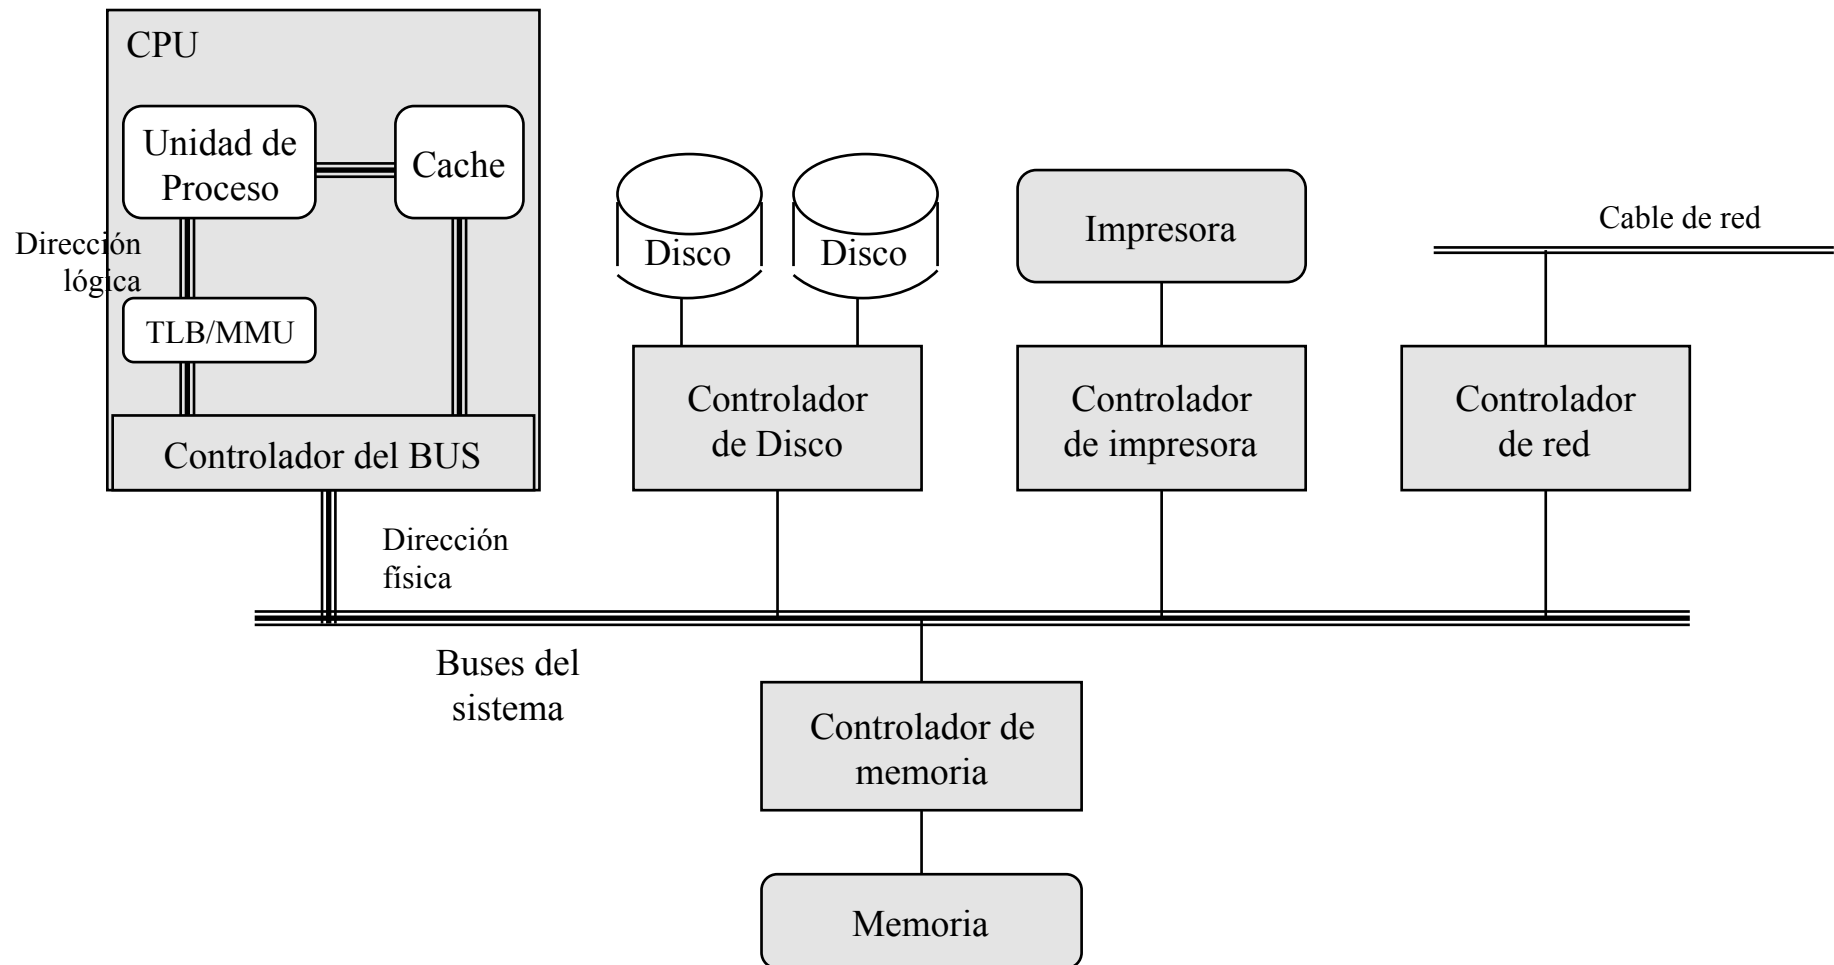 CPU
Unidad de
Proceso
Cache
Dirección
lógica
TLB/MMU
Controlador del BUS
Disco
Disco
Impresora
Cable de red
Controlador
de Disco
Controlador
de impresora
Controlador
de red
Dirección
física
Buses del
sistema
Controlador de
memoria
Memoria